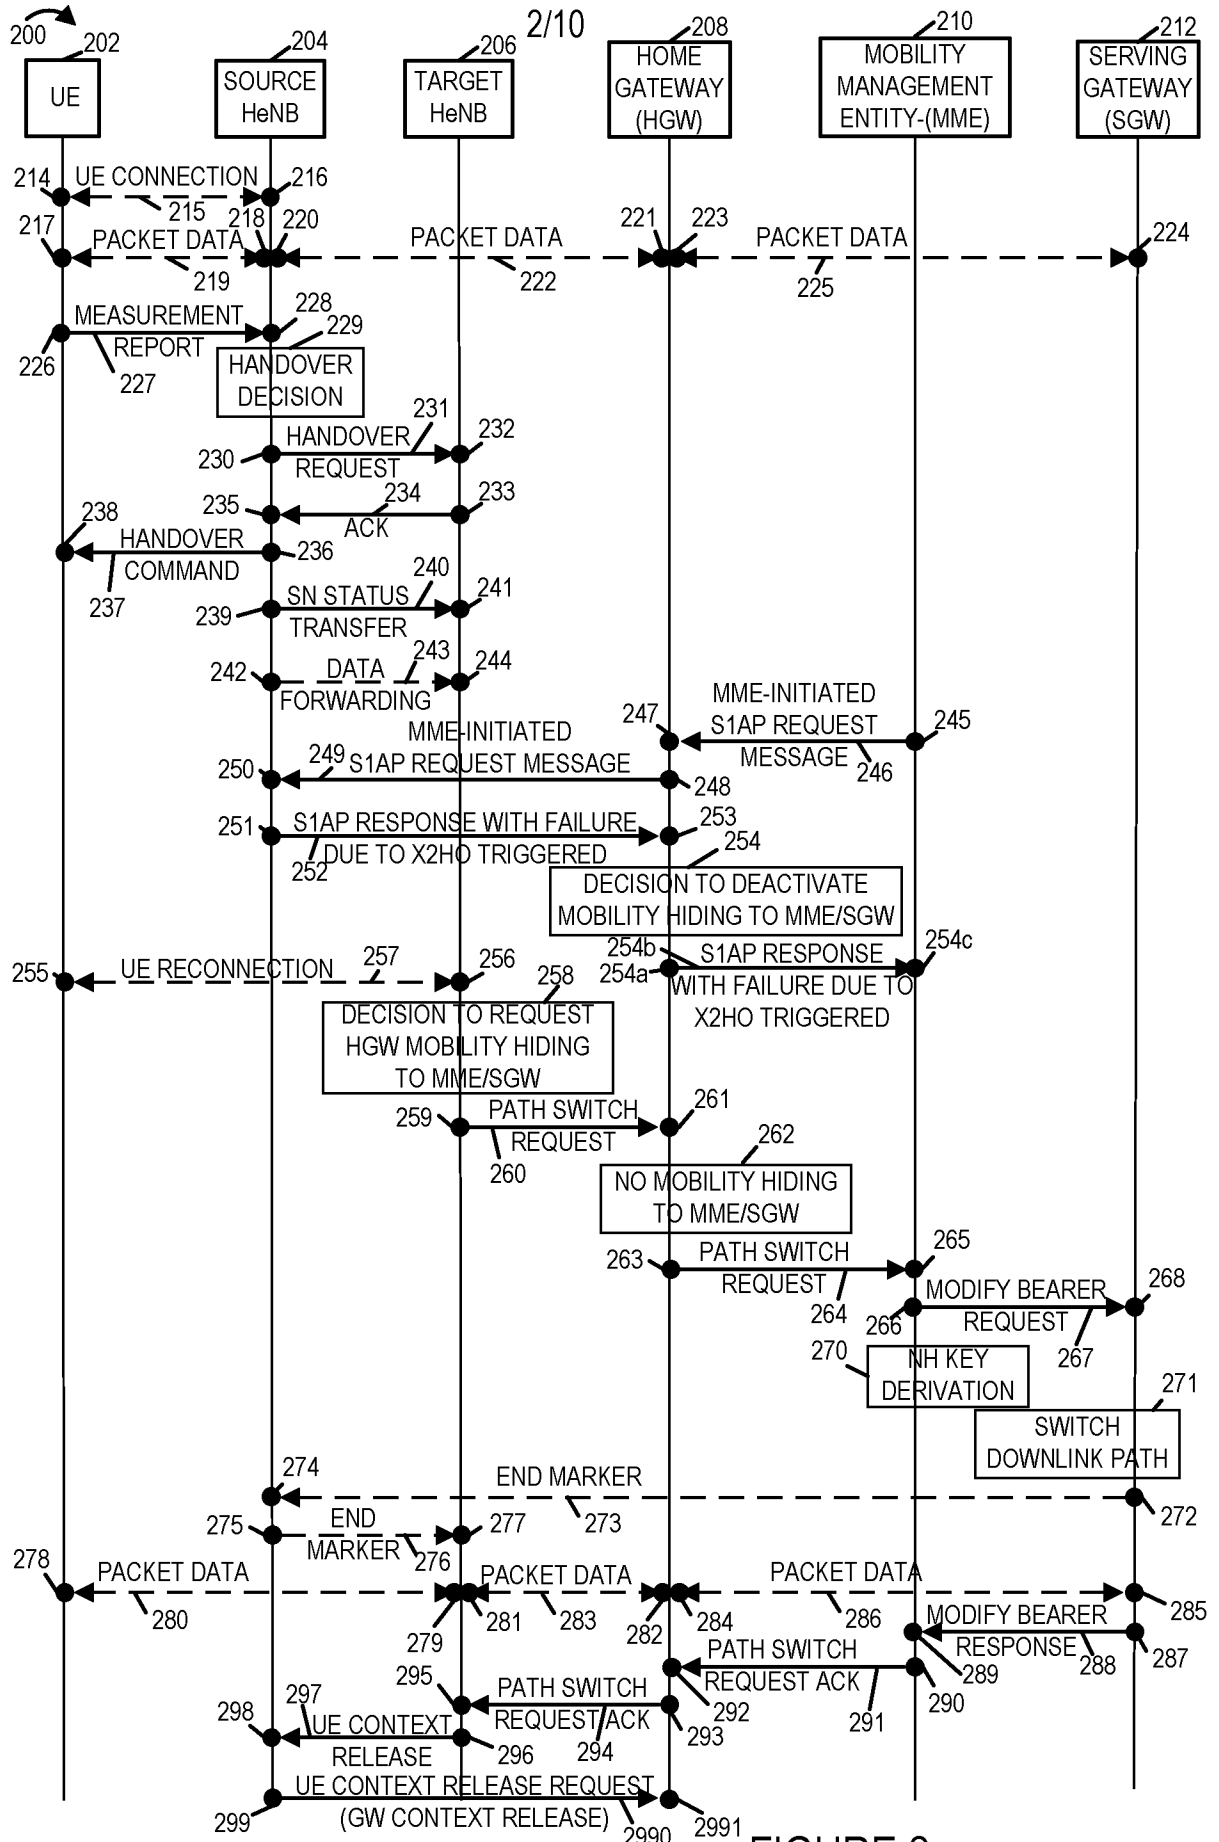 2/10
200
202
204
206
208
210
212
UE
SOURCE
HeNB
TARGET
HeNB
HOME
GATEWAY
(HGW)
MOBILITY
MANAGEMENT
ENTITY-(MME)
SERVING
GATEWAY
(SGW)
214
UE CONNECTION
216
215
217
PACKET DATA
218
220
PACKET DATA
221
223
PACKET DATA
224
219
222
225
MEASUREMENT
REPORT
226
227
228
229
HANDOVER
DECISION
230
HANDOVER
REQUEST
231
232
235
234
233
ACK
238
HANDOVER
COMMAND
236
237
239
SN STATUS
TRANSFER
240
241
242
DATA
FORWARDING
243
244
247
MME-INITIATED
S1AP REQUEST
MESSAGE
245
246
250
249
MME-INITIATED
S1AP REQUEST MESSAGE
248
251
S1AP RESPONSE WITH FAILURE
DUE TO X2HO TRIGGERED
252
253
254
DECISION TO DEACTIVATE
MOBILITY HIDING TO MME/SGW
254b
254a
S1AP RESPONSE
WITH FAILURE DUE TO
X2HO TRIGGERED
254c
255
UE RECONNECTION
257
256
258
DECISION TO REQUEST
HGW MOBILITY HIDING
TO MME/SGW
259
PATH SWITCH
REQUEST
260
261
262
NO MOBILITY HIDING
TO MME/SGW
263
PATH SWITCH
REQUEST
264
265
266
MODIFY BEARER
REQUEST
267
268
270
NH KEY
DERIVATION
271
SWITCH
DOWNLINK PATH
274
END MARKER
273
272
275
END
MARKER
276
277
278
PACKET DATA
280
279
281
PACKET DATA
283
282
284
PACKET DATA
286
285
MODIFY BEARER
RESPONSE
289
288
287
PATH SWITCH
REQUEST ACK
292
291
290
295
PATH SWITCH
REQUEST ACK
294
293
298
297
UE CONTEXT
RELEASE
296
299
UE CONTEXT RELEASE REQUEST
(GW CONTEXT RELEASE)
2990
2991